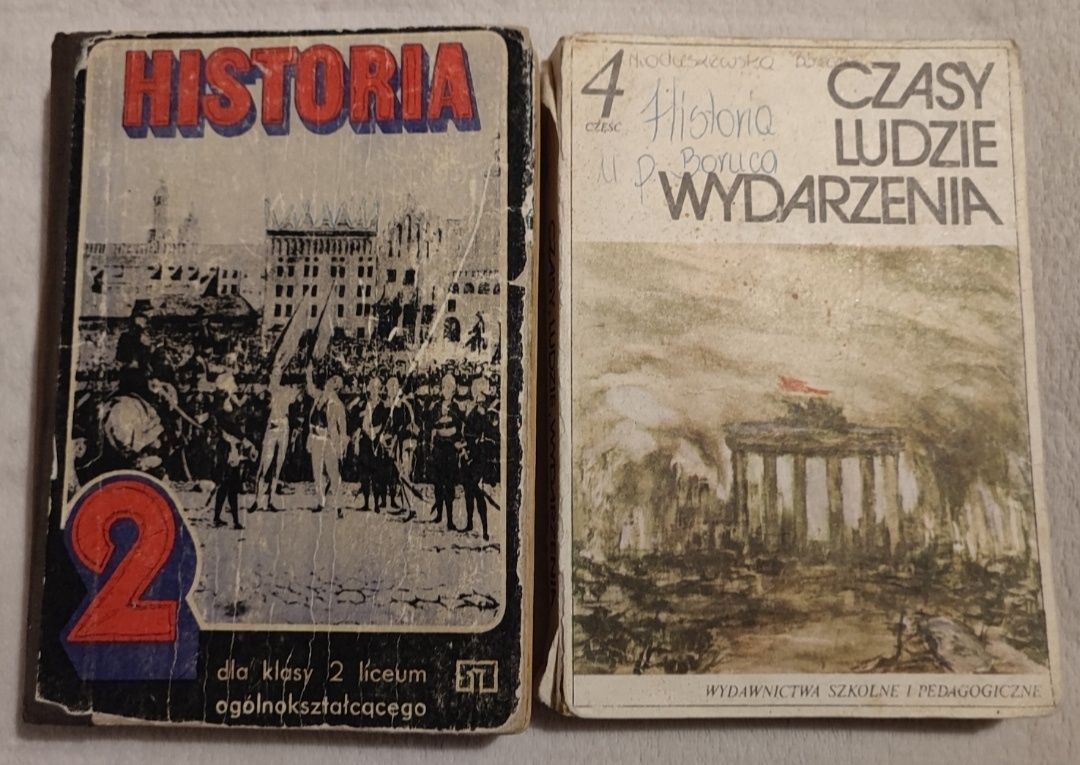 HISTORIA
2
dla klasy 2 liceum
ogólnokształcącego
4
CZĘŚĆ
Historia
P. Boruca
CZASY
LUDZIE
WYDARZENIA
WYDAWNICTWA SZKOLNE I PEDAGOGICZNE